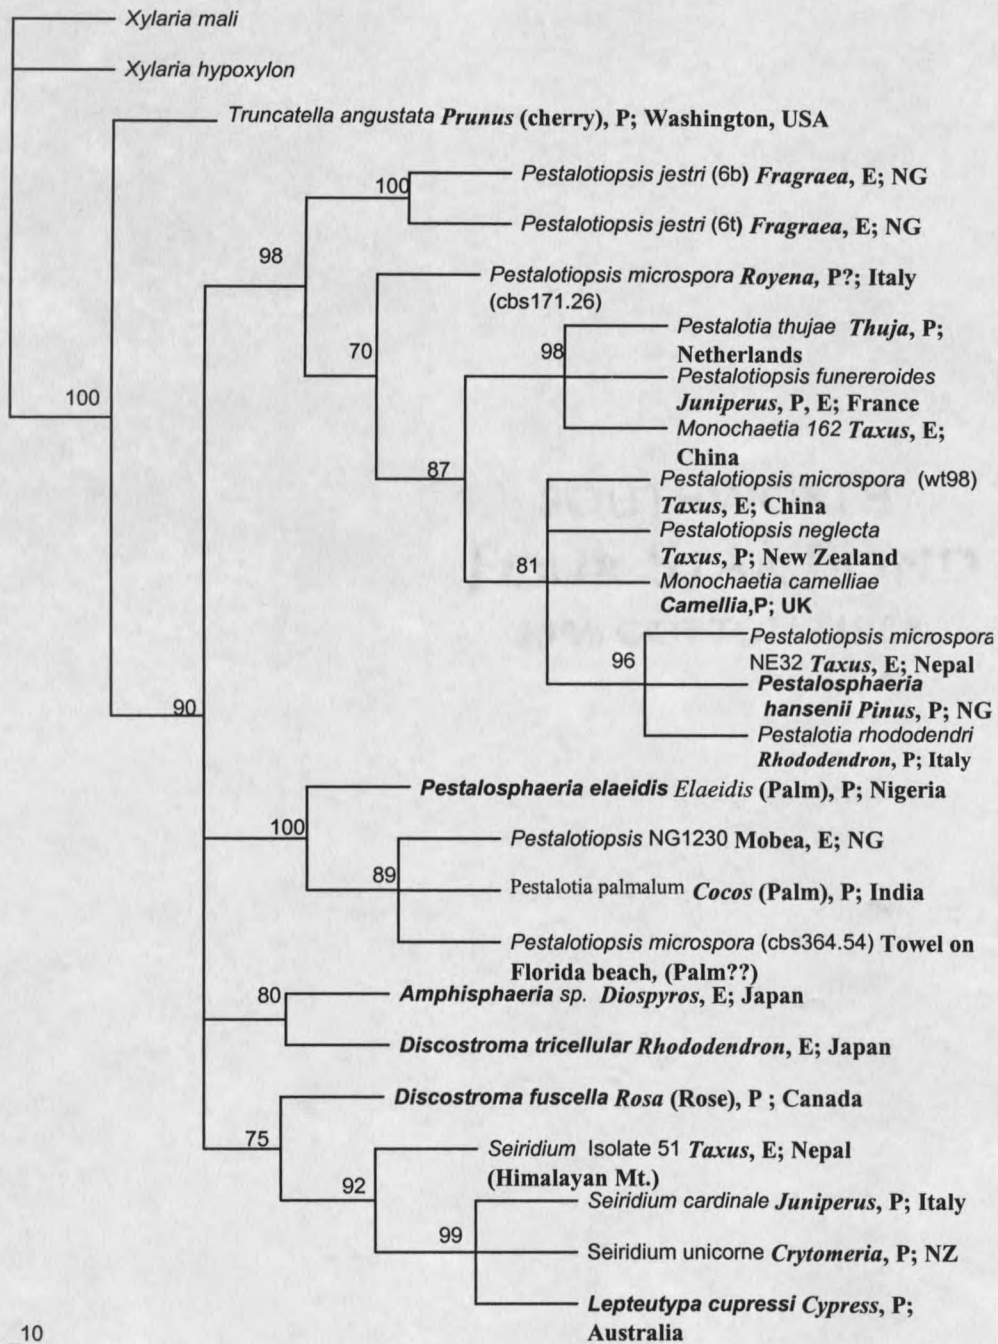 Xylaria mali
Xylaria hypoxylon
Truncatella angustata Prunus (cherry), P; Washington, USA
Pestalotiopsis jestri (6b) Fragraea, E; NG
100
Pestalotiopsis jestri (6t) Fragraea, E; NG
98
Pestalotiopsis microspora Royena, P?; Italy
(cbs171.26)
Pestalotia thujae Thuja, P;
Netherlands
70
98
Pestalotiopsis funereroides
Juniperus, P, E; France
100
Monochaetia 162 Taxus, E;
China
87
Pestalotiopsis microspora (wt98)
Taxus, E; China
Pestalotiopsis neglecta
Taxus, P; New Zealand
81
Monochaetia camelliae
Camellia,P; UK
Pestalotiopsis microspora
NE32 Taxus, E; Nepal
96
Pestalosphaeria
hansenii Pinus, P; NG
90
Pestalotia rhododendri
Rhododendron, P; Italy
Pestalosphaeria elaeidis Elaeidis (Palm), P; Nigeria
100
Pestalotiopsis NG1230 Mobea, E; NG
89
Pestalotia palmalum Cocos (Palm), P; India
Pestalotiopsis microspora (cbs364.54) Towel on
Florida beach, (Palm??)
80
Amphisphaeria sp. Diospyros, E; Japan
Discostroma tricellular Rhododendron, E; Japan
Discostroma fuscella Rosa (Rose), P ; Canada
75
Seiridium Isolate 51 Taxus, E; Nepal
(Himalayan Mt.)
92
Seiridium cardinale Juniperus, P; Italy
99
Seiridium unicorne Crytomeria, P; NZ
Lepteutypa cupressi Cypress, P;
Australia
10